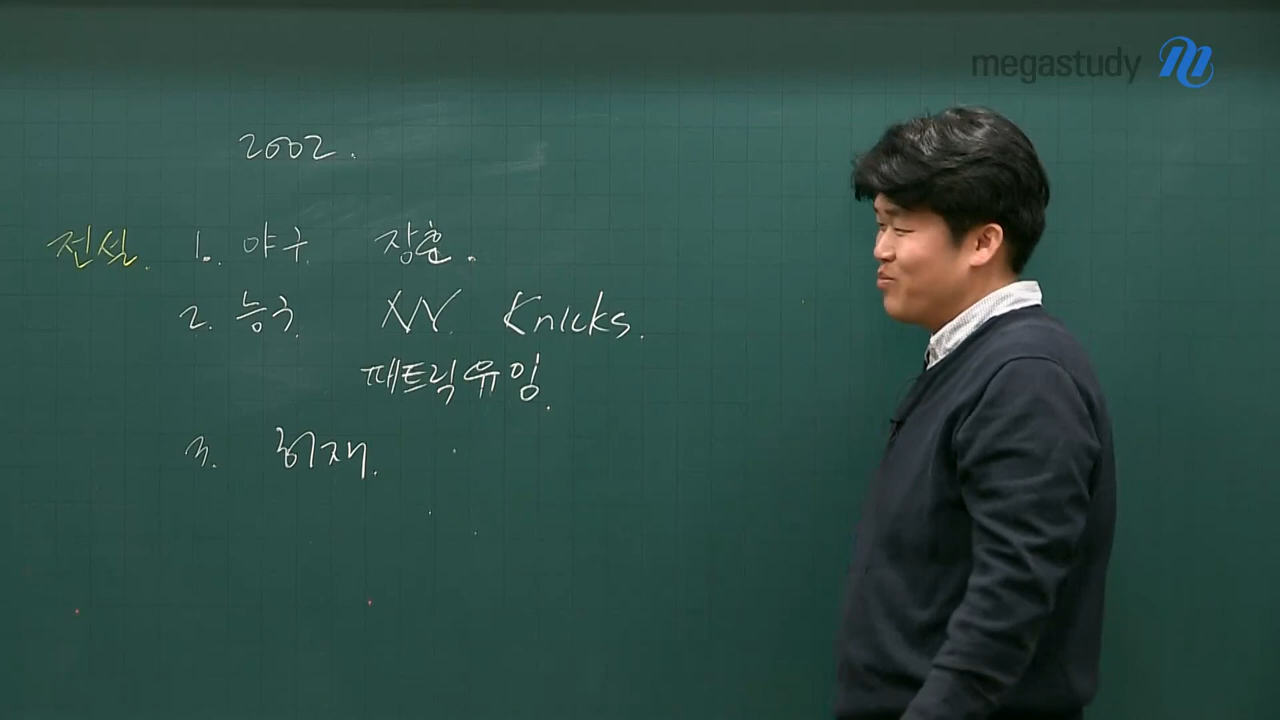 megastudy
2002.
전설. 1. 야구. 장훈.
2. 농구. NY. Knicks.
패트릭유잉.
3. 허재.